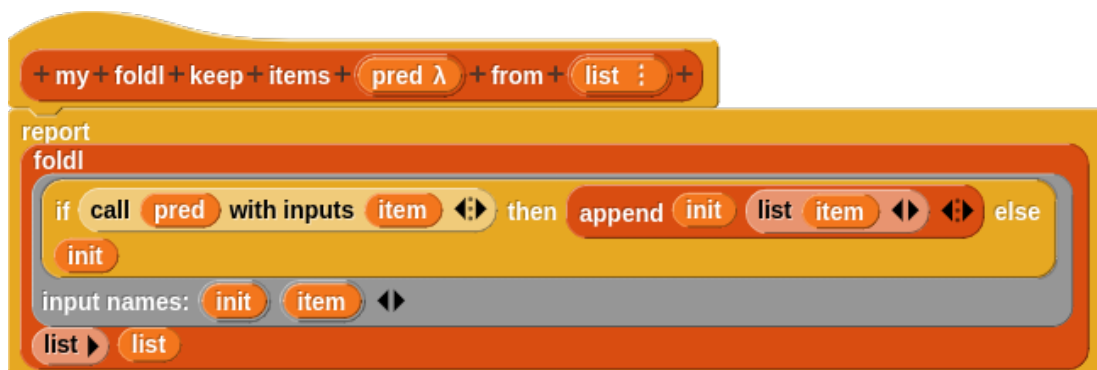 + my + foldl + keep + items + pred λ + from + list ⋮ +
report
foldl
if call pred with inputs item then append init list item else
init
input names: init item
list list